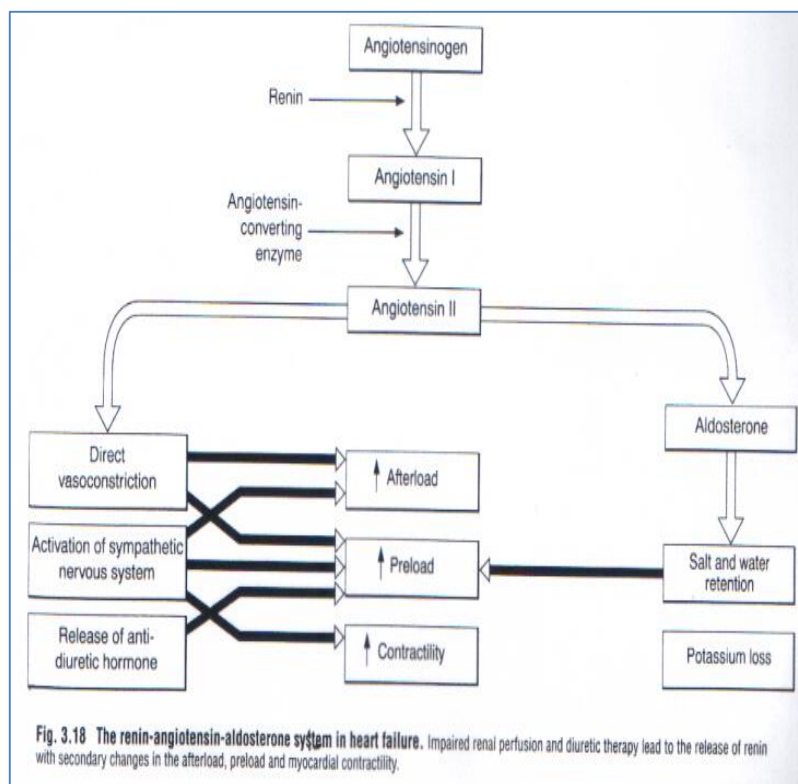 Angiotensinogen
Renin
Angiotensin I
Angiotensin-
converting
enzyme
Angiotensin II
Direct
vasoconstriction
Activation of sympathetic
nervous system
Release of anti-
diuretic hormone
↑ Afterload
↑ Preload
↑ Contractility
Aldosterone
Salt and water
retention
Potassium loss
Fig. 3.18 The renin-angiotensin-aldosterone system in heart failure. Impaired renal perfusion and diuretic therapy lead to the release of renin
with secondary changes in the afterload, preload and myocardial contractility.